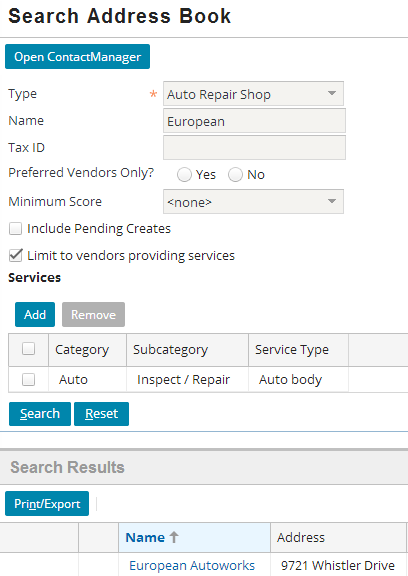 Search Address Book
Open ContactManager
Type * Auto Repair Shop
Name European
Tax ID
Preferred Vendors Only? Yes No
Minimum Score <none>
Include Pending Creates
Limit to vendors providing services
Services
Add Remove
Category Subcategory Service Type
Auto Inspect / Repair Auto body
Search Reset
Search Results
Print/Export
Name ↑ Address
European Autoworks 9721 Whistler Drive